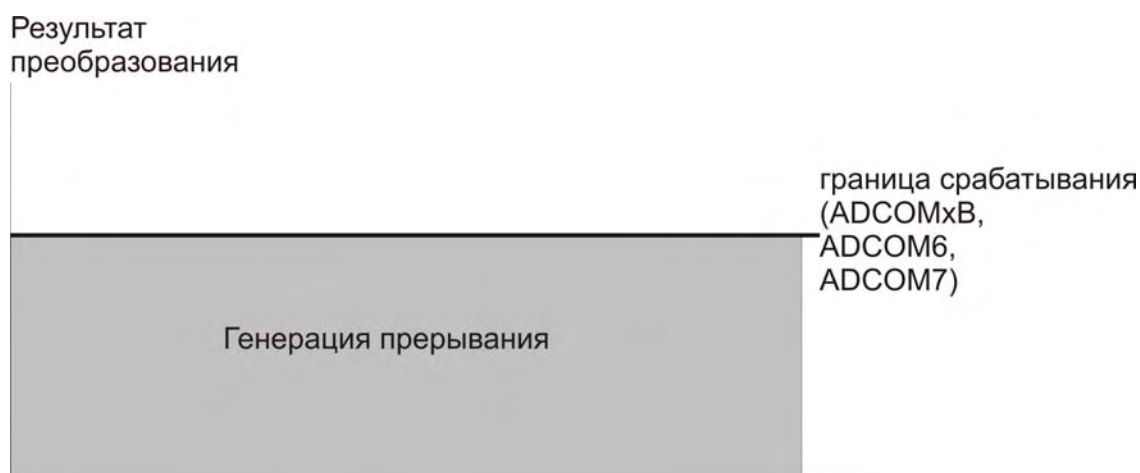 Результат
преобразования
граница срабатывания
(ADCOMxB,
ADCOM6,
ADCOM7)
Генерация прерывания